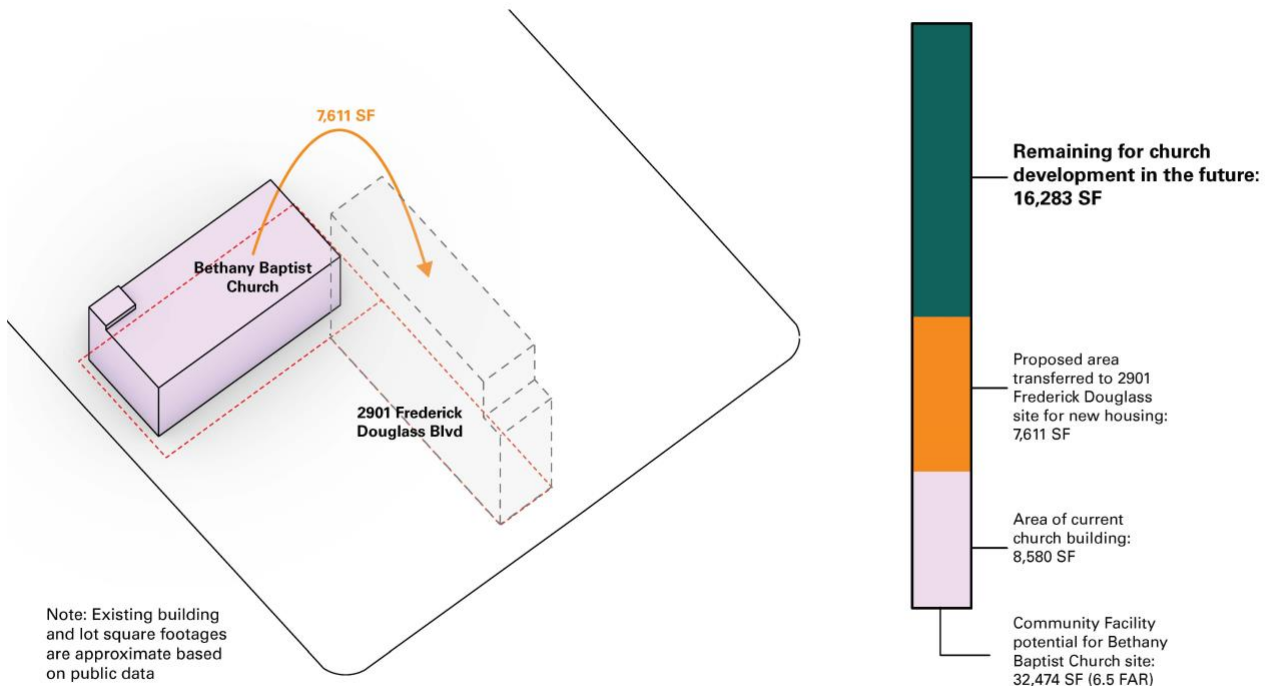 7,611 SF
Bethany Baptist
Church
2901 Frederick
Douglass Blvd
Note: Existing building
and lot square footages
are approximate based
on public data
Remaining for church
development in the future:
16,283 SF
Proposed area
transferred to 2901
Frederick Douglass
site for new housing:
7,611 SF
Area of current
church building:
8,580 SF
Community Facility
potential for Bethany
Baptist Church site:
32,474 SF (6.5 FAR)